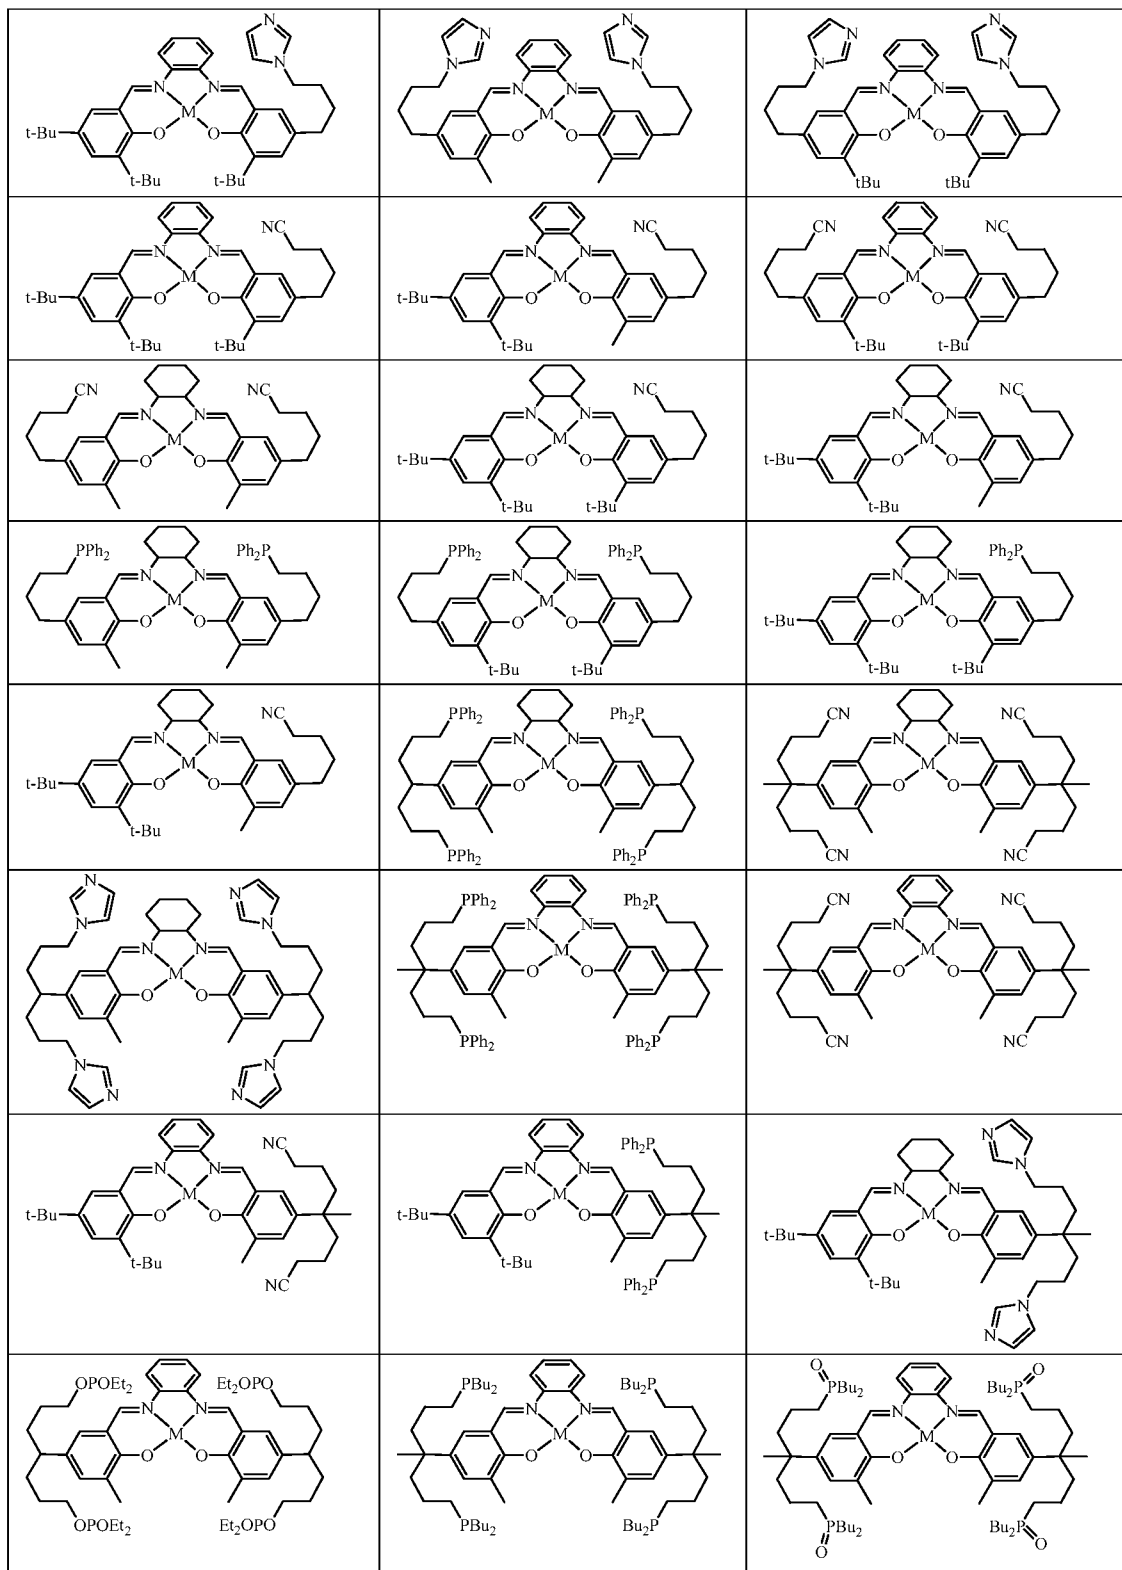 N
N
N N
M
t-Bu O O
t-Bu t-Bu
N N
N N
N N
M
O O
N N
N N
N N
M
O O
tBu tBu
NC
N N
M
t-Bu O O
t-Bu t-Bu
NC
N N
M
t-Bu O O
t-Bu
CN NC
N N
M
O O
t-Bu t-Bu
CN NC
N N
M
O O
NC
N N
M
t-Bu O O
t-Bu t-Bu
NC
N N
M
t-Bu O O
t-Bu
PPh2 Ph2P
N N
M
O O
PPh2 Ph2P
N N
M
O O
t-Bu t-Bu
Ph2P
N N
M
t-Bu O O
t-Bu t-Bu
NC
N N
M
t-Bu O O
t-Bu
PPh2 Ph2P
N N
M
O O
PPh2 Ph2P
CN NC
N N
M
O O
CN NC
N N
N N
N N
M
O O
N N
N N
PPh2 Ph2P
N N
M
O O
PPh2 Ph2P
CN NC
N N
M
O O
CN NC
NC
N N
M
t-Bu O O
t-Bu
NC
Ph2P
N N
M
t-Bu O O
t-Bu
Ph2P
N
N
N N
M
t-Bu O O
t-Bu
N
N
OPOEt2 Et2OPO
N N
M
O O
OPOEt2 Et2OPO
PBu2 Bu2P
N N
M
O O
PBu2 Bu2P
O O
PBu2 Bu2P
N N
M
O O
PBu2 Bu2P
O O